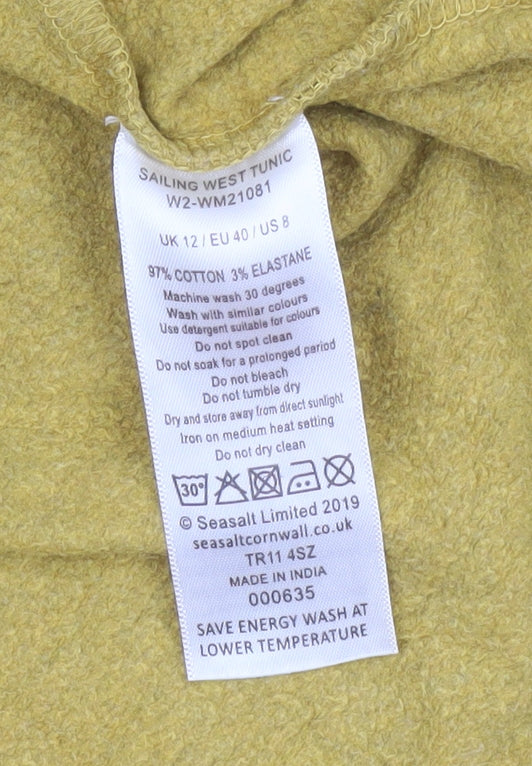 SAILING WEST TUNIC
W2-WM21081
UK 12 / EU 40 / US 8
97% COTTON 3% ELASTANE
Machine wash 30 degrees
Wash with similar colours
Use detergent suitable for colours
Do not spot clean
Do not soak for a prolonged period
Do not bleach
Do not tumble dry
Dry and store away from direct sunlight
Iron on medium heat setting
Do not dry clean
30°
© Seasalt Limited 2019
seasaltcornwall.co.uk
TR11 4SZ
MADE IN INDIA
000635
SAVE ENERGY WASH AT
LOWER TEMPERATURE